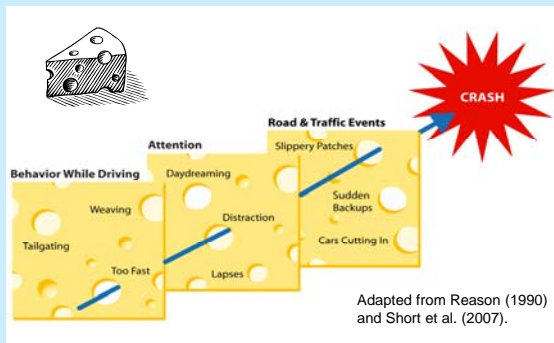 CRASH
Road & Traffic Events
Slippery Patches
Sudden
Backups
Cars Cutting In
Attention
Daydreaming
Distraction
Lapses
Behavior While Driving
Weaving
Tailgating
Too Fast
Adapted from Reason (1990)
and Short et al. (2007).